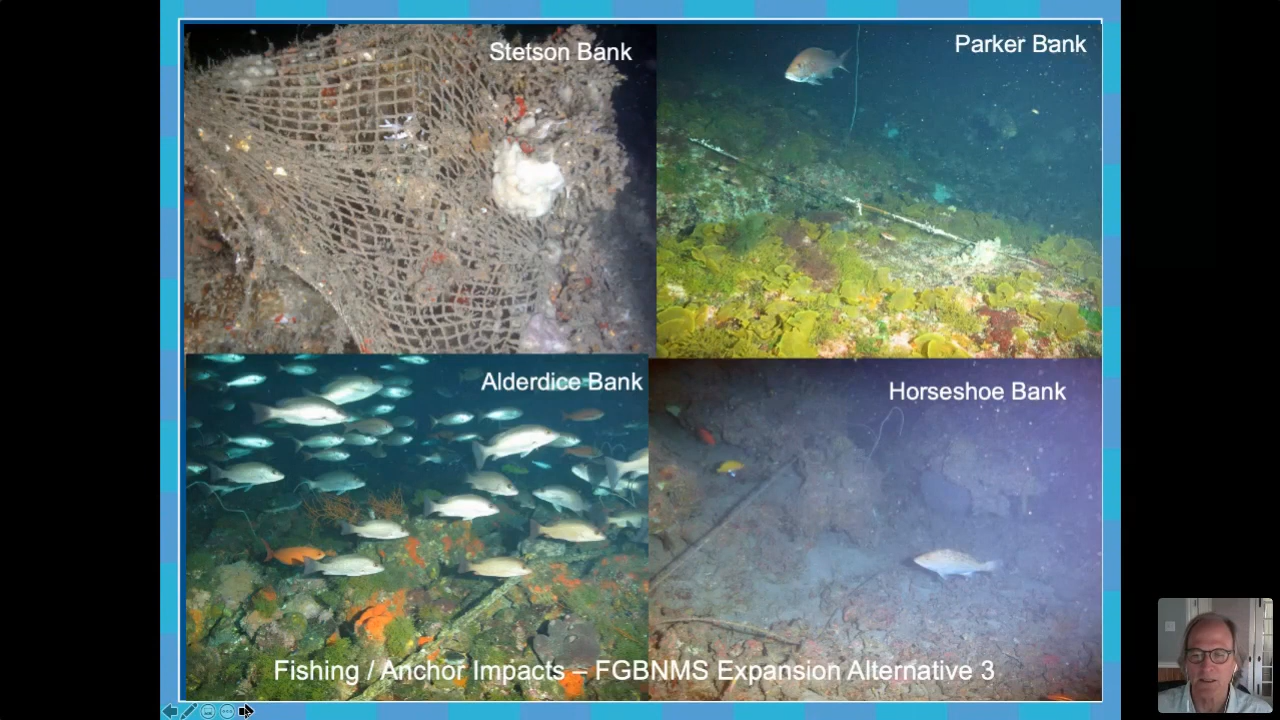 Stetson Bank
Parker Bank
Alderdice Bank
Horseshoe Bank
Fishing / Anchor Impacts – FGBNMS Expansion Alternative 3